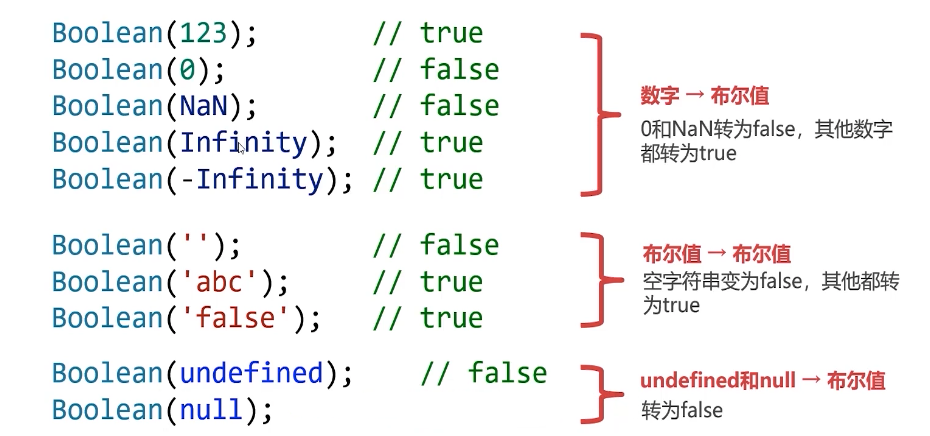 Boolean(123); // true
Boolean(0); // false
Boolean(NaN); // false
Boolean(Infinity); // true
Boolean(-Infinity); // true
数字 → 布尔值
0和NaN转为false，其他数字
都转为true
Boolean(''); // false
Boolean('abc'); // true
Boolean('false'); // true
布尔值 → 布尔值
空字符串变为false，其他都转
为true
Boolean(undefined); // false
Boolean(null);
undefined和null → 布尔值
转为false